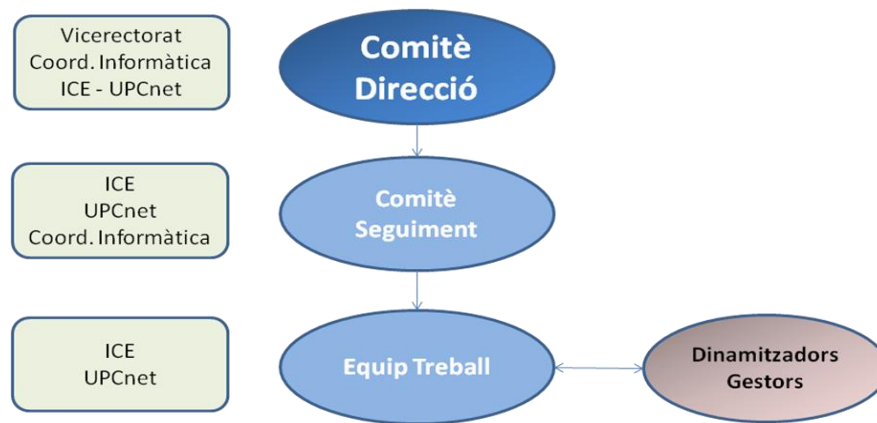 Vicerectorat
Coord. Informàtica
ICE - UPCnet
Comitè
Direcció
ICE
UPCnet
Coord. Informàtica
Comitè
Seguiment
ICE
UPCnet
Equip Treball
Dinamitzadors
Gestors